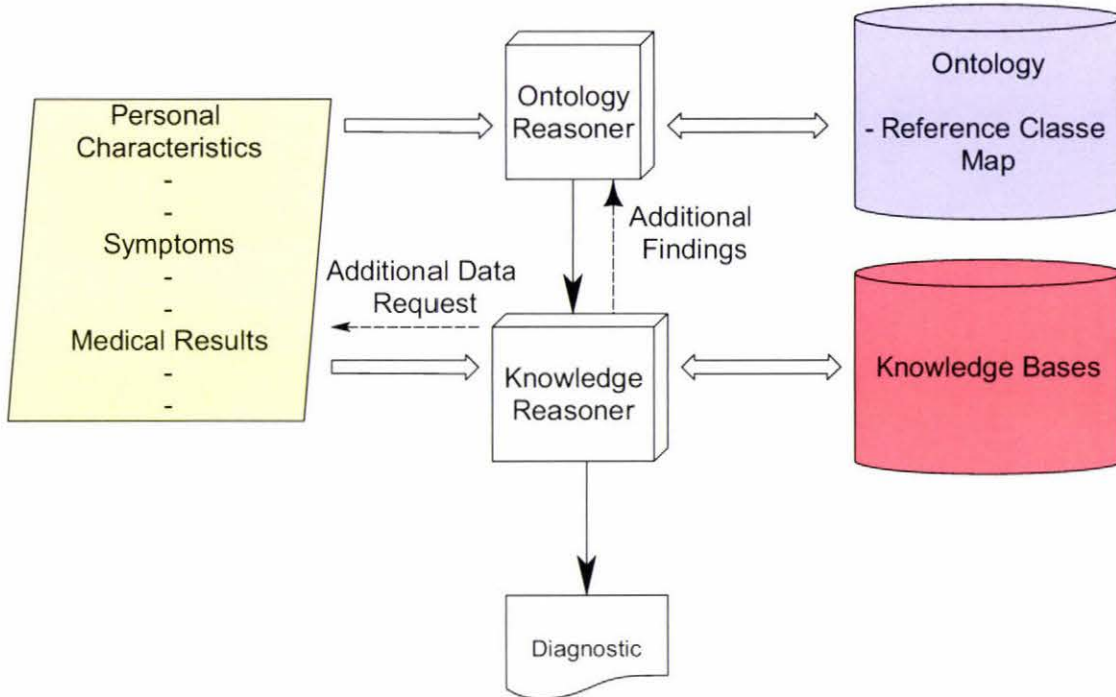 Personal
Characteristics
-
-
Symptoms
-
-
Medical Results
-
-
Ontology
Reasoner
Ontology
- Reference Classe
Map
Additional
Findings
Additional Data
Request
Knowledge
Reasoner
Knowledge Bases
Diagnostic